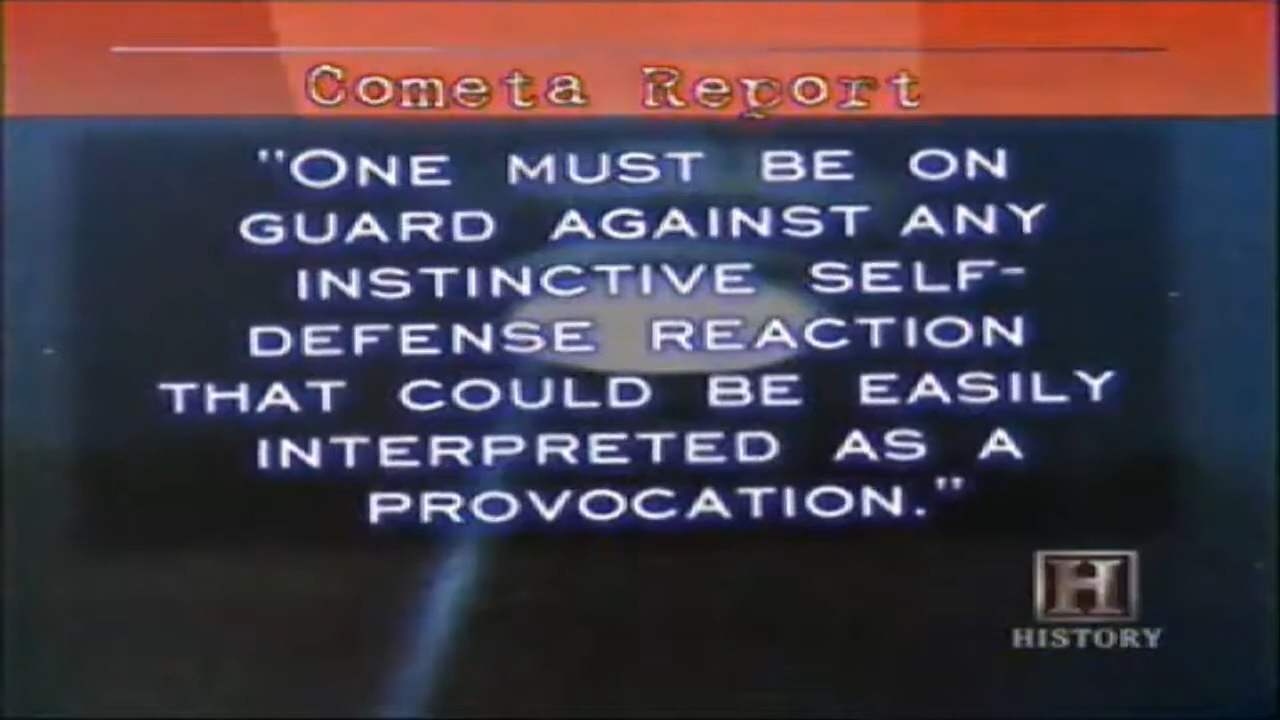 Cometa Report
"ONE MUST BE ON
GUARD AGAINST ANY
INSTINCTIVE SELF-
DEFENSE REACTION
THAT COULD BE EASILY
INTERPRETED AS A
PROVOCATION."
H
HISTORY